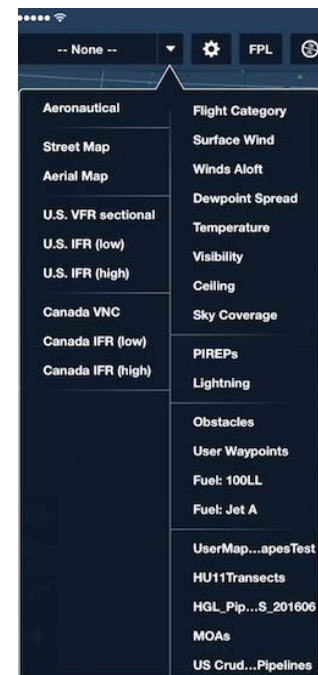 -- None --
FPL
Aeronautical
Street Map
Aerial Map
U.S. VFR sectional
U.S. IFR (low)
U.S. IFR (high)
Canada VNC
Canada IFR (low)
Canada IFR (high)
Flight Category
Surface Wind
Winds Aloft
Dewpoint Spread
Temperature
Visibility
Ceiling
Sky Coverage
PIREPs
Lightning
Obstacles
User Waypoints
Fuel: 100LL
Fuel: Jet A
UserMap...apesTest
HU11Transects
HGL_Pip...S_201606
MOAs
US Crud...Pipelines